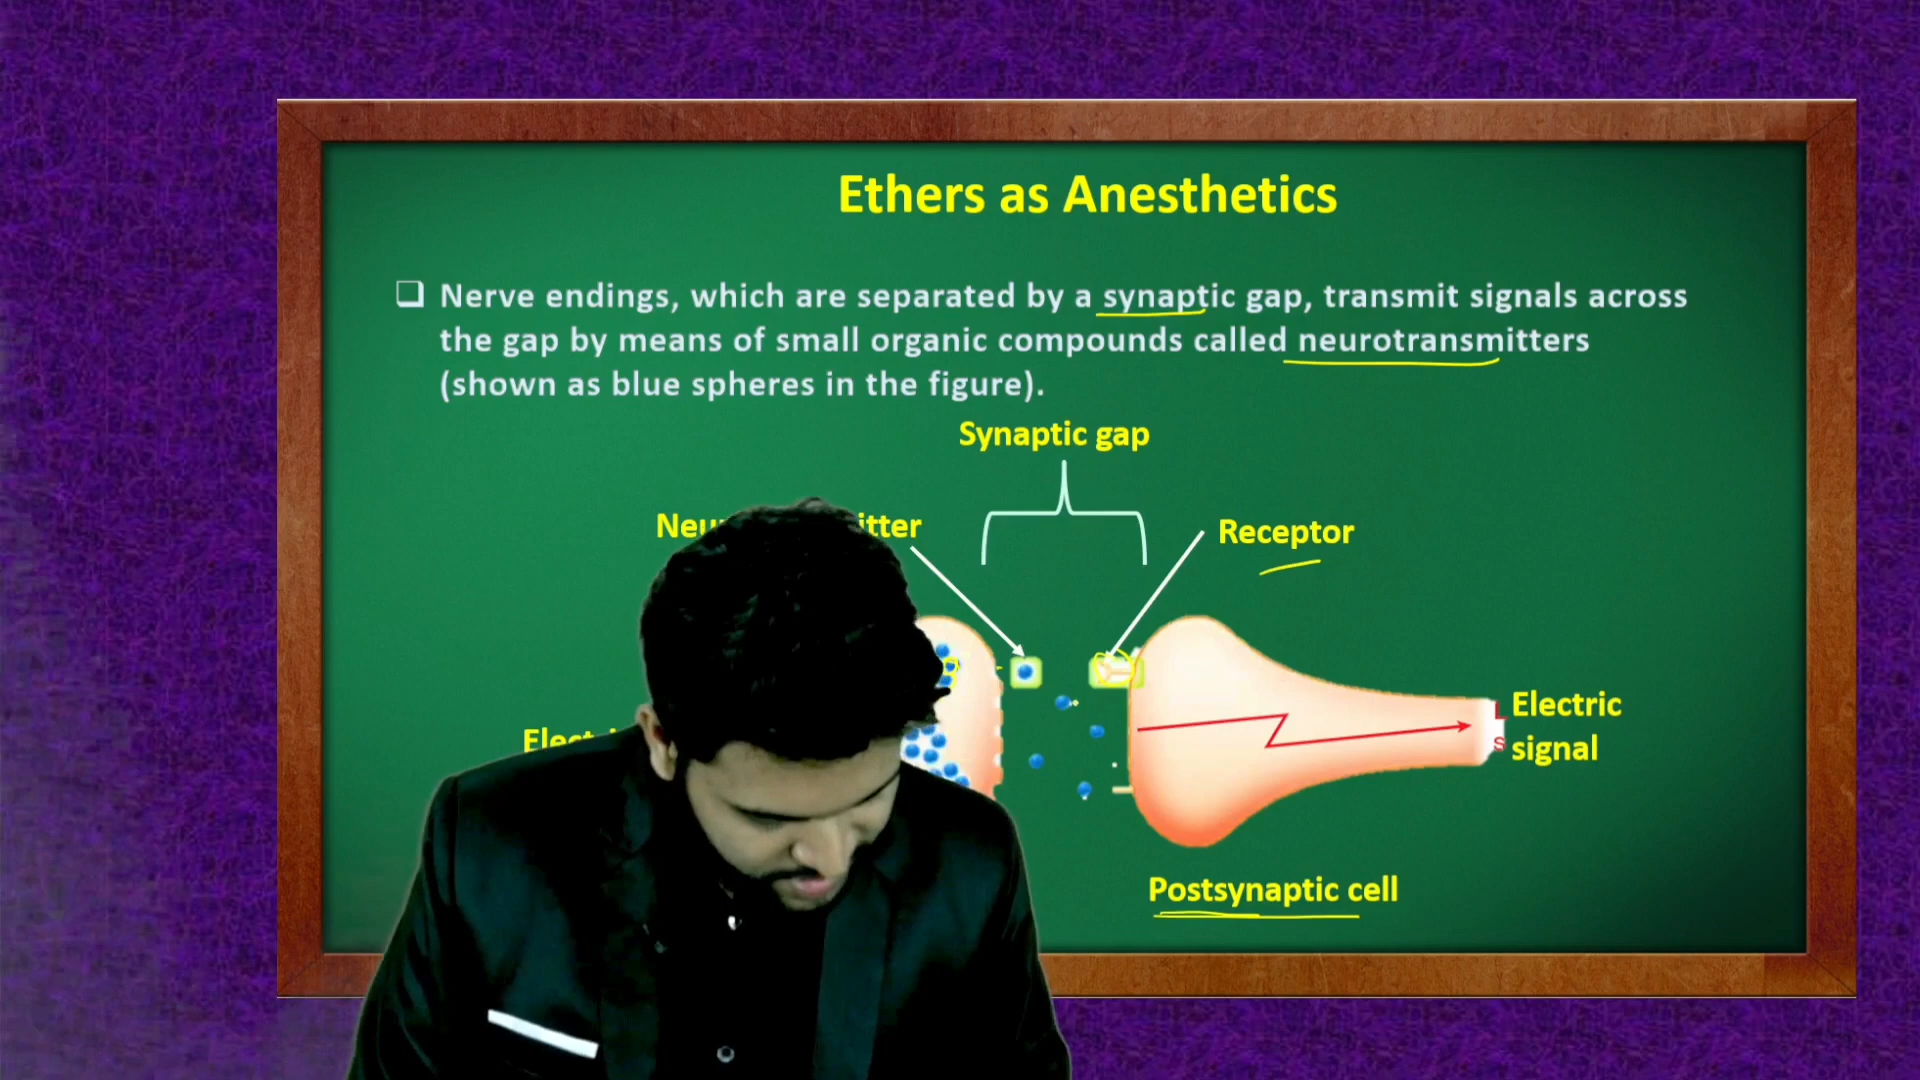 Ethers as Anesthetics
Nerve endings, which are separated by a synaptic gap, transmit signals across
the gap by means of small organic compounds called neurotransmitters
(shown as blue spheres in the figure).
Synaptic gap
Receptor
Electric
signal
Postsynaptic cell